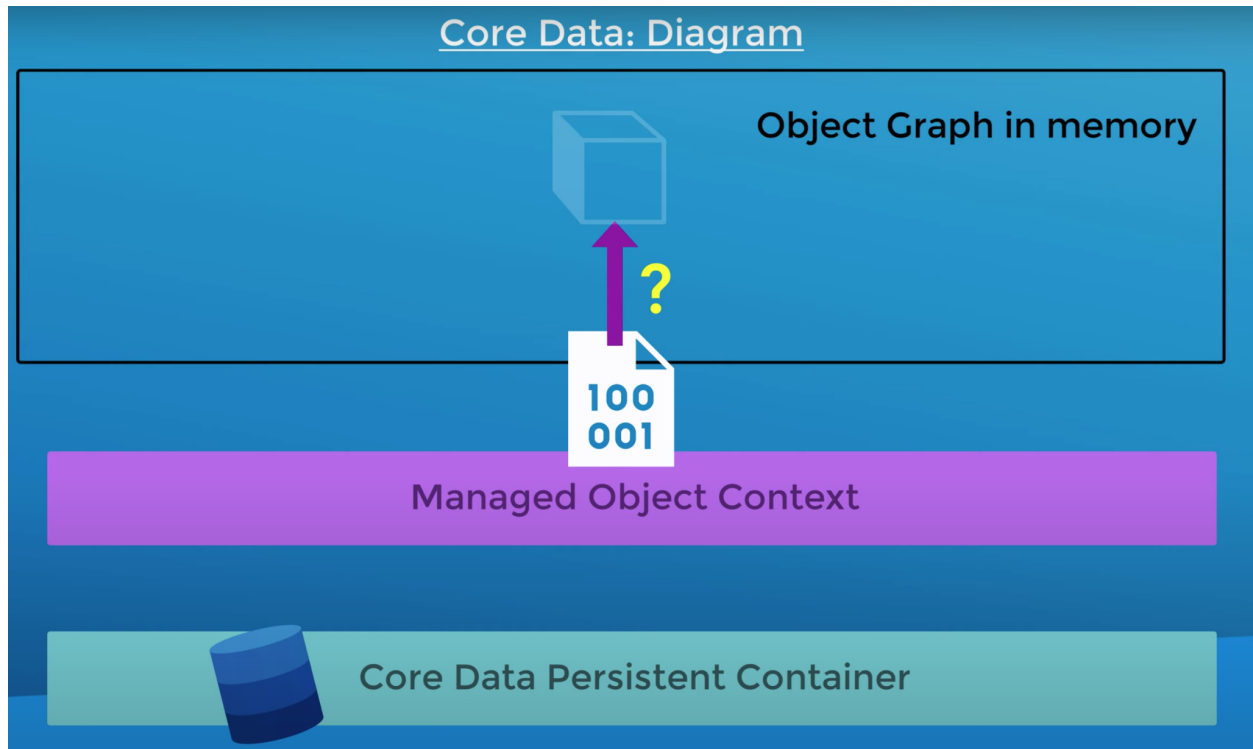 Core Data: Diagram
Object Graph in memory
?
100
001
Managed Object Context
Core Data Persistent Container